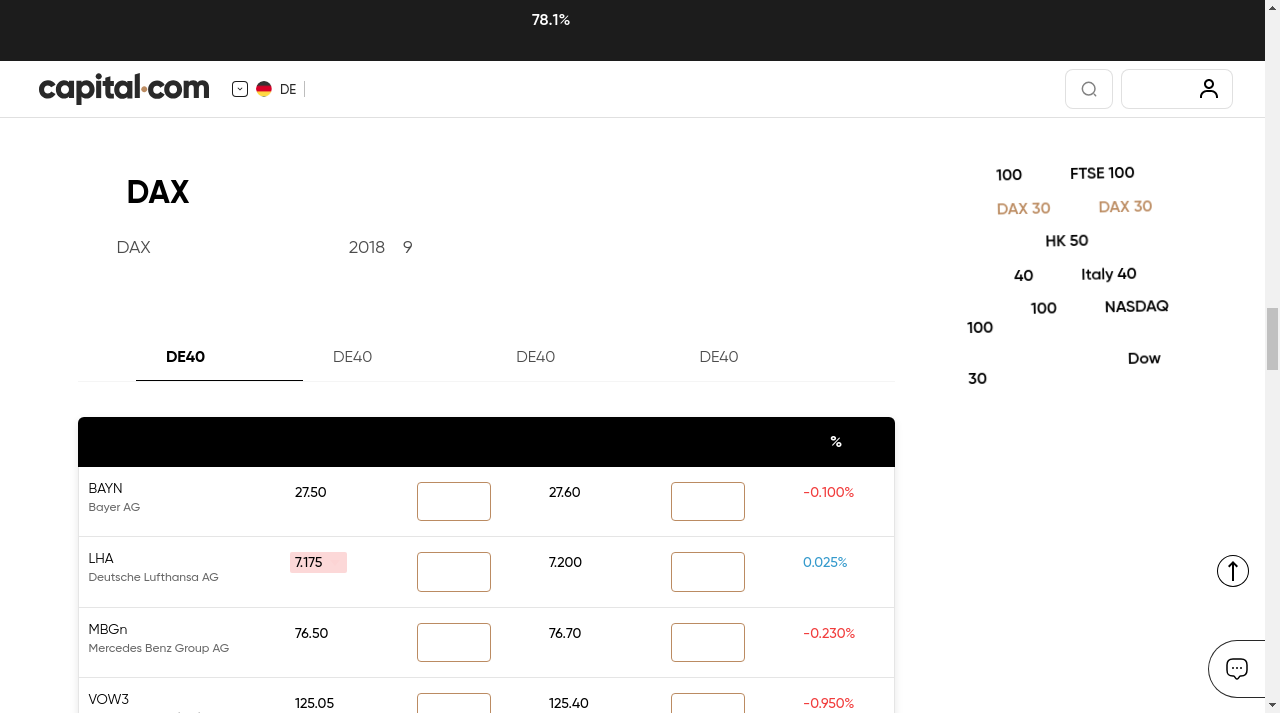 78.1%
capital.com
DE
DAX
DAX 2018 9
100 FTSE 100
DAX 30 DAX 30
HK 50
40 Italy 40
100 NASDAQ
100
Dow
30
DE40 DE40 DE40 DE40
%
BAYN 27.50 27.60 -0.100%
Bayer AG
LHA 7.175 7.200 0.025%
Deutsche Lufthansa AG
MBGn 76.50 76.70 -0.230%
Mercedes Benz Group AG
VOW3 125.05 125.40 -0.950%